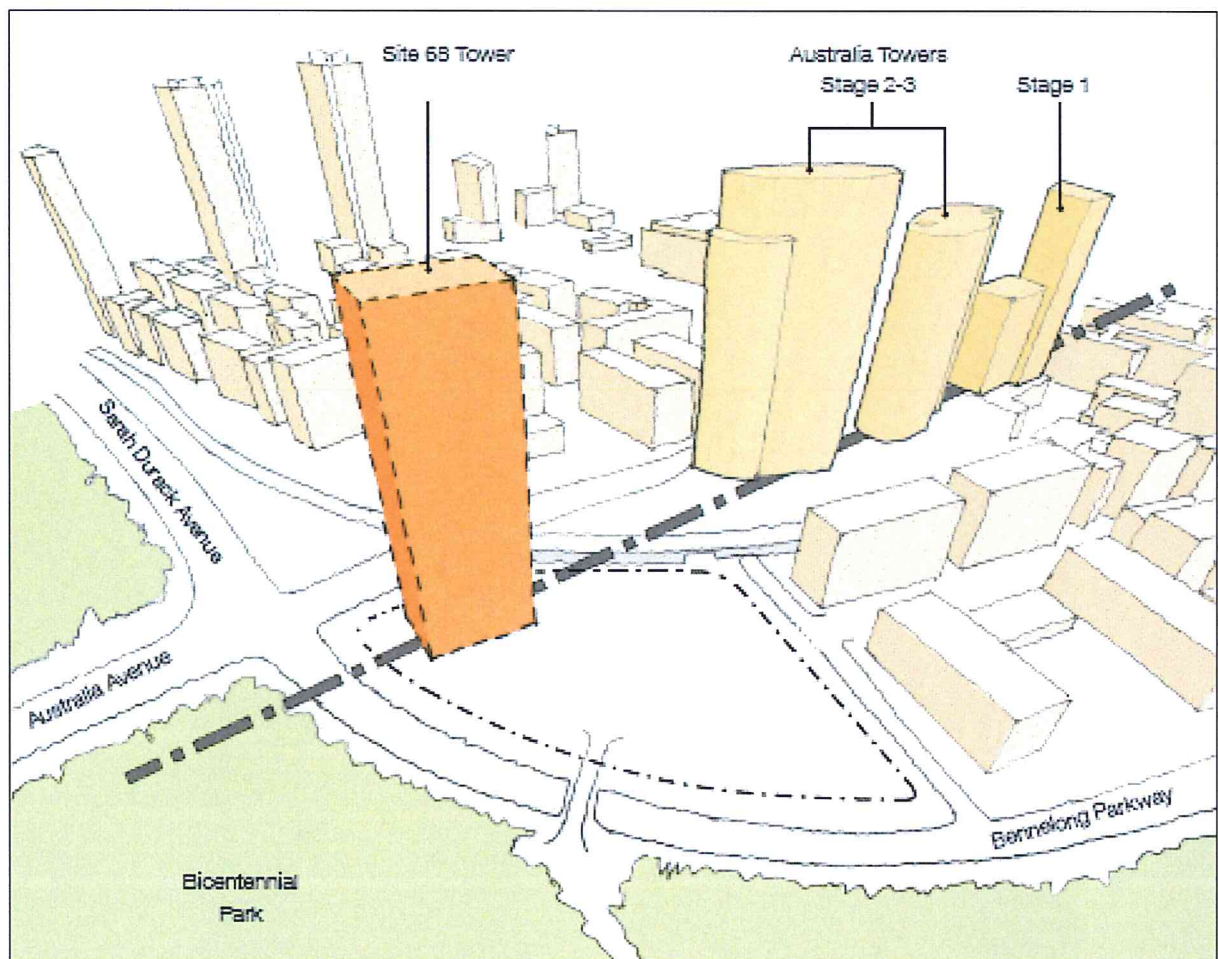 Site 68 Tower
Australia Towers
Stage 2-3
Stage 1
Sarah Durack Avenue
Australia Avenue
Bennelong Parkway
Bicentennial
Park